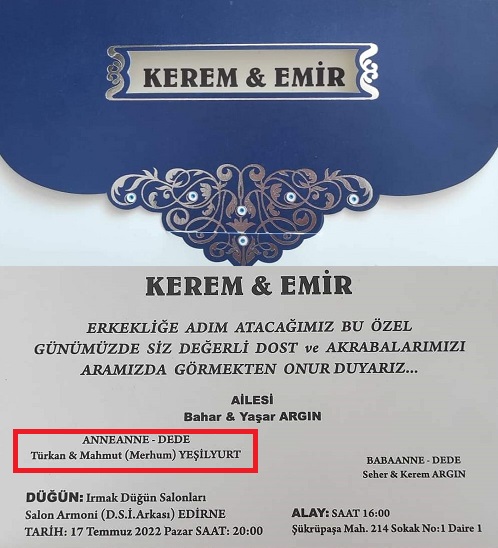 KEREM & EMİR
KEREM & EMİR
ERKEKLİĞE ADIM ATACAĞIMIZ BU ÖZEL
GÜNÜMÜZDE SİZ DEĞERLİ DOST ve AKRABALARIMIZI
ARAMIZDA GÖRMEKTEN ONUR DUYARIZ...
AİLESİ
Bahar & Yaşar ARGIN
ANNEANNE - DEDE
Türkan & Mahmut (Merhum) YEŞİLYURT
BABAANNE - DEDE
Seher & Kerem ARGIN
DÜĞÜN: Irmak Düğün Salonları
Salon Armoni (D.S.İ.Arkası) EDİRNE
TARİH: 17 Temmuz 2022 Pazar SAAT: 20:00
ALAY: SAAT 16:00
Şükrüpaşa Mah. 214 Sokak No:1 Daire 1